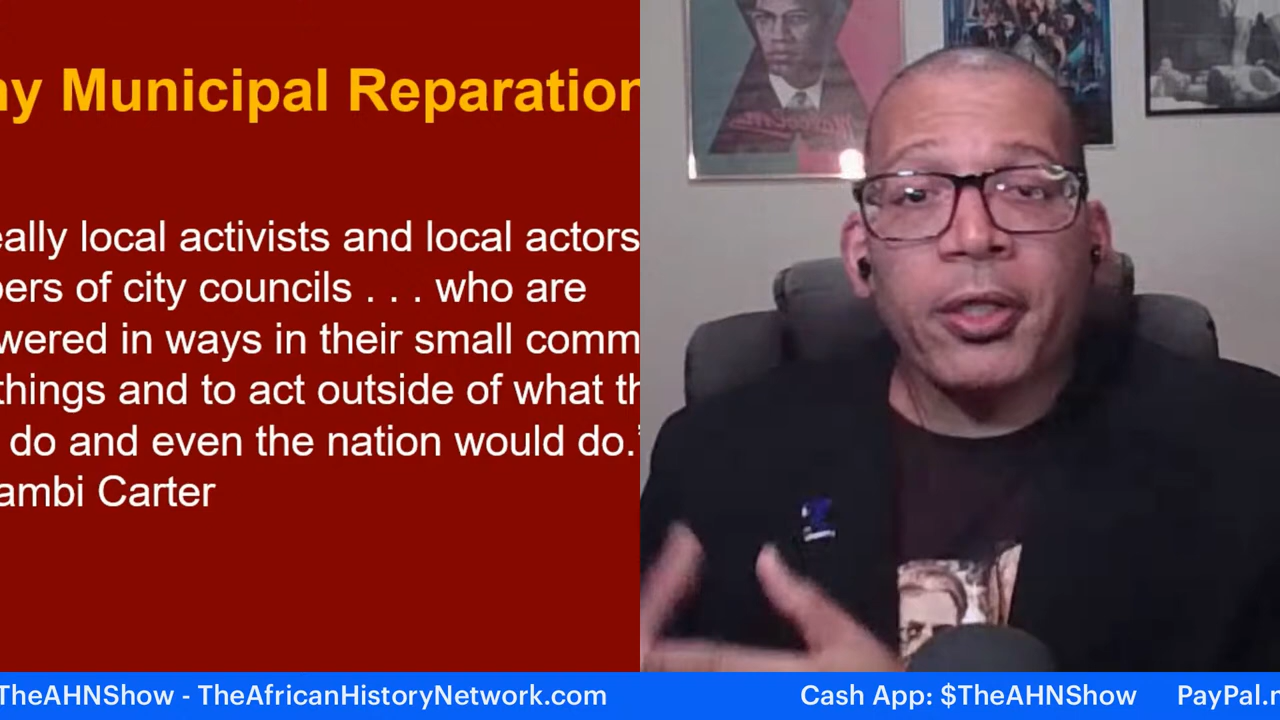 ny Municipal Reparation
eally local activists and local actors
bers of city councils . . . who are
wered in ways in their small comm
things and to act outside of what th
do and even the nation would do.”
ambi Carter
TheAHNShow - TheAfricanHistoryNetwork.com
Cash App: $TheAHNShow PayPal.